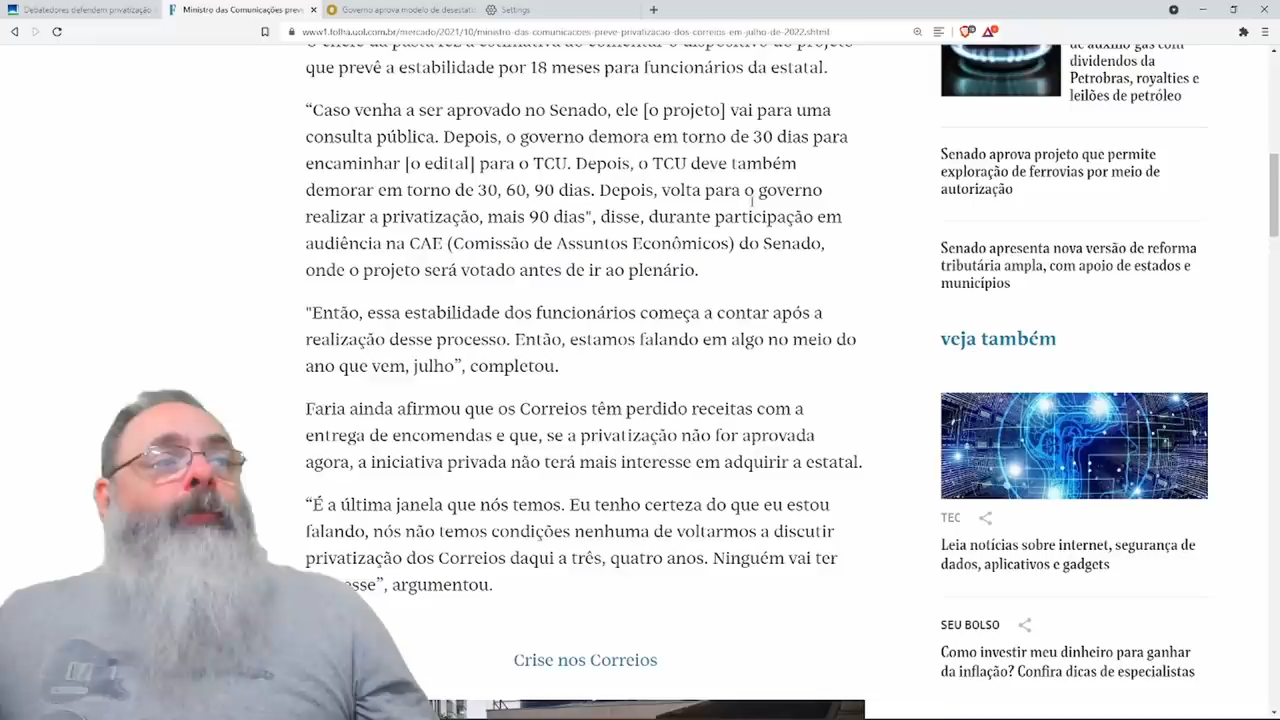 Debatedores defendem privatização
Ministro das Comunicações prevê
Governo aprova modelo de desestati
Settings
www1.folha.uol.com.br/mercado/2021/10/ministro-das-comunicacoes-preve-privatizacao-dos-correios-em-julho-de-2022.shtml
O chefe da pasta fez a estimativa ao comentar o dispositivo do projeto
que prevê a estabilidade por 18 meses para funcionários da estatal.
“Caso venha a ser aprovado no Senado, ele [o projeto] vai para uma
consulta pública. Depois, o governo demora em torno de 30 dias para
encaminhar [o edital] para o TCU. Depois, o TCU deve também
demorar em torno de 30, 60, 90 dias. Depois, volta para o governo
realizar a privatização, mais 90 dias", disse, durante participação em
audiência na CAE (Comissão de Assuntos Econômicos) do Senado,
onde o projeto será votado antes de ir ao plenário.
"Então, essa estabilidade dos funcionários começa a contar após a
realização desse processo. Então, estamos falando em algo no meio do
ano que vem, julho”, completou.
Faria ainda afirmou que os Correios têm perdido receitas com a
entrega de encomendas e que, se a privatização não for aprovada
agora, a iniciativa privada não terá mais interesse em adquirir a estatal.
“É a última janela que nós temos. Eu tenho certeza do que eu estou
falando, nós não temos condições nenhuma de voltarmos a discutir
privatização dos Correios daqui a três, quatro anos. Ninguém vai ter
esse”, argumentou.
Crise nos Correios
de auxílio gás com
dividendos da
Petrobras, royalties e
leilões de petróleo
Senado aprova projeto que permite
exploração de ferrovias por meio de
autorização
Senado apresenta nova versão de reforma
tributária ampla, com apoio de estados e
municípios
veja também
TEC
Leia notícias sobre internet, segurança de
dados, aplicativos e gadgets
SEU BOLSO
Como investir meu dinheiro para ganhar
da inflação? Confira dicas de especialistas